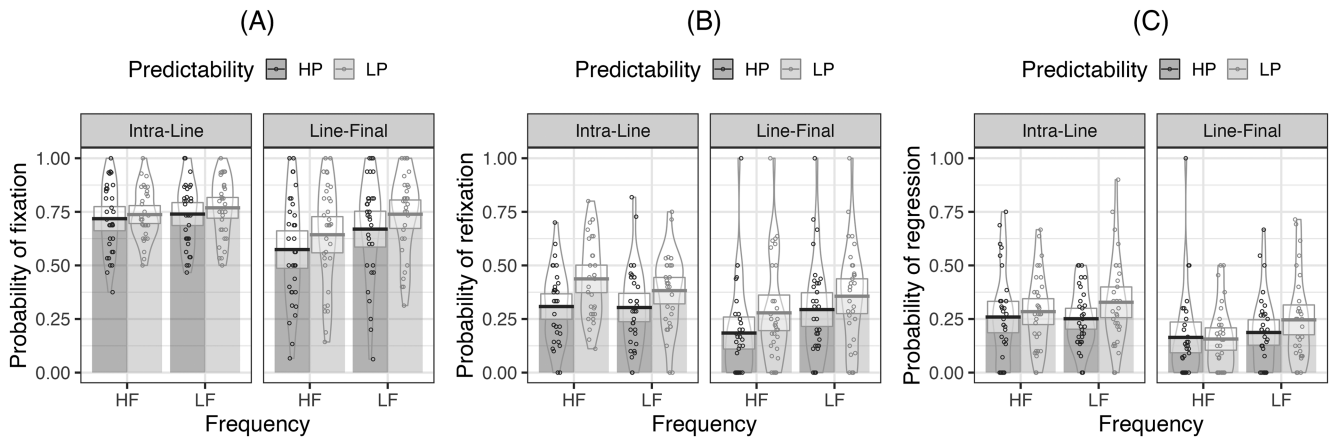 (A) (B) (C)
Predictability HP LP Predictability HP LP Predictability HP LP
Intra-Line Line-Final Intra-Line Line-Final Intra-Line Line-Final
Probability of fixation
1.00
0.75
0.50
0.25
0.00
HF LF HF LF
Frequency
Probability of refixation
1.00
0.75
0.50
0.25
0.00
HF LF HF LF
Frequency
Probability of regression
1.00
0.75
0.50
0.25
0.00
HF LF HF LF
Frequency